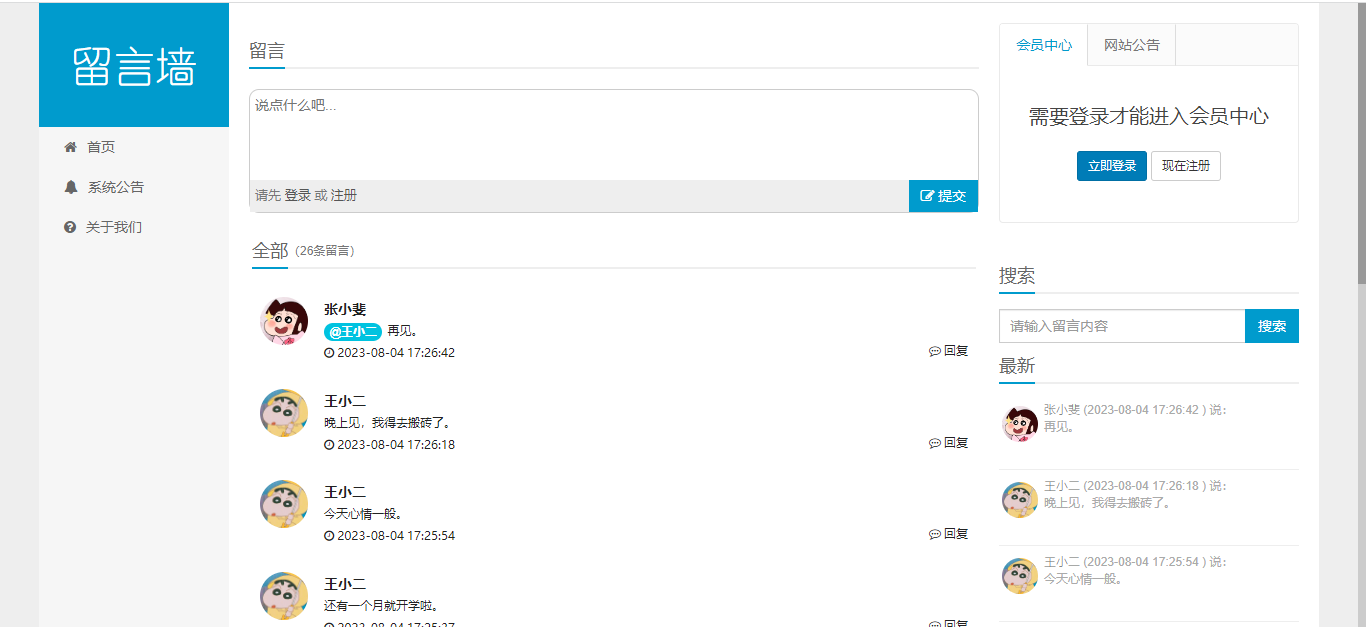 留言墙
首页
系统公告
关于我们
留言
说点什么吧...
请先 登录 或 注册
提交
全部 (26条留言)
张小斐
@王小二 再见。
2023-08-04 17:26:42
回复
王小二
晚上见，我得去搬砖了。
2023-08-04 17:26:18
回复
王小二
今天心情一般。
2023-08-04 17:25:54
回复
王小二
还有一个月就开学啦。
2023-08-04 17:25:37
回复
会员中心 网站公告
需要登录才能进入会员中心
立即登录 现在注册
搜索
请输入留言内容 搜索
最新
张小斐 (2023-08-04 17:26:42 ) 说：
再见。
王小二 (2023-08-04 17:26:18 ) 说：
晚上见，我得去搬砖了。
王小二 (2023-08-04 17:25:54 ) 说：
今天心情一般。